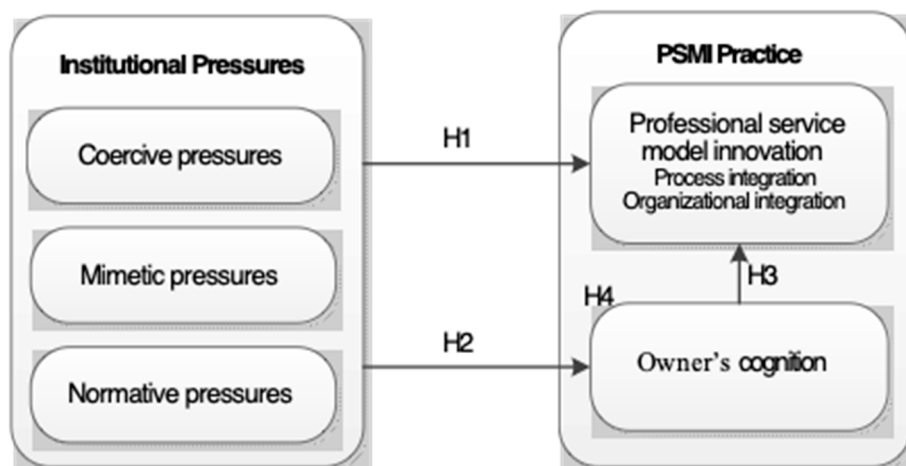 Institutional Pressures
Coercive pressures
Mimetic pressures
Normative pressures
H1
H2
PSMI Practice
Professional service
model innovation
Process integration
Organizational integration
H3
H4
Owner's cognition